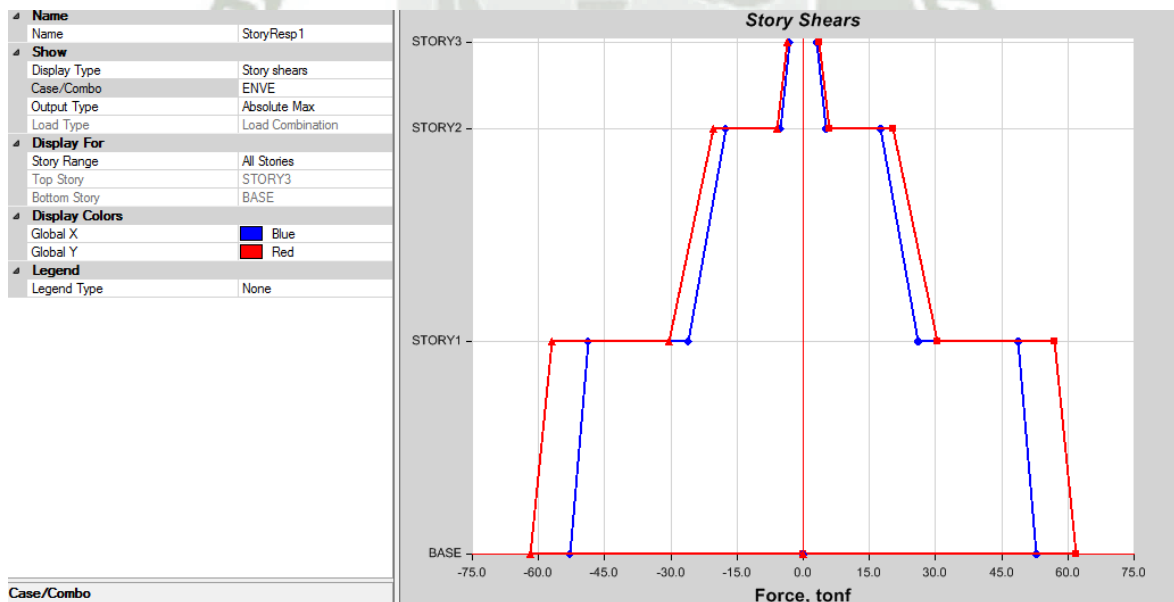 Name
Name StoryResp1
Show
Display Type Story shears
Case/Combo ENVE
Output Type Absolute Max
Load Type Load Combination
Display For
Story Range All Stories
Top Story STORY3
Bottom Story BASE
Display Colors
Global X Blue
Global Y Red
Legend
Legend Type None
Case/Combo
Story Shears
STORY3
STORY2
STORY1
BASE
-75.0 -60.0 -45.0 -30.0 -15.0 0.0 15.0 30.0 45.0 60.0 75.0
Force, tonf